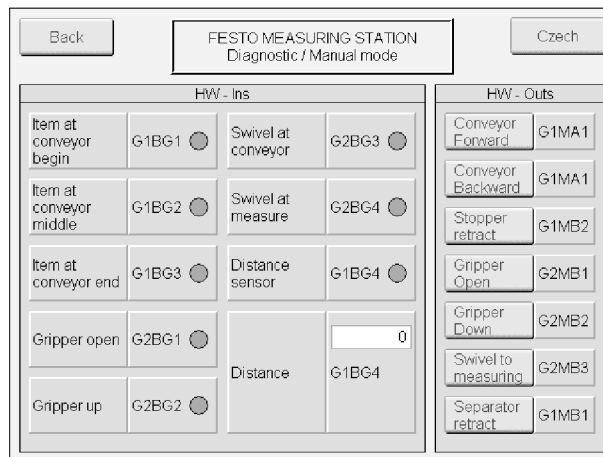 Back
FESTO MEASURING STATION
Diagnostic / Manual mode
Czech
HW - Ins
Item at
conveyor
begin
G1BG1
Swivel at
conveyor
G2BG3
Item at
conveyor
middle
G1BG2
Swivel at
measure
G2BG4
Item at
conveyor end
G1BG3
Distance
sensor
G1BG4
Gripper open
G2BG1
Distance
0
G1BG4
Gripper up
G2BG2
HW - Outs
Conveyor
Forward
G1MA1
Conveyor
Backward
G1MA1
Stopper
retract
G1MB2
Gripper
Open
G2MB1
Gripper
Down
G2MB2
Swivel to
measuring
G2MB3
Separator
retract
G1MB1